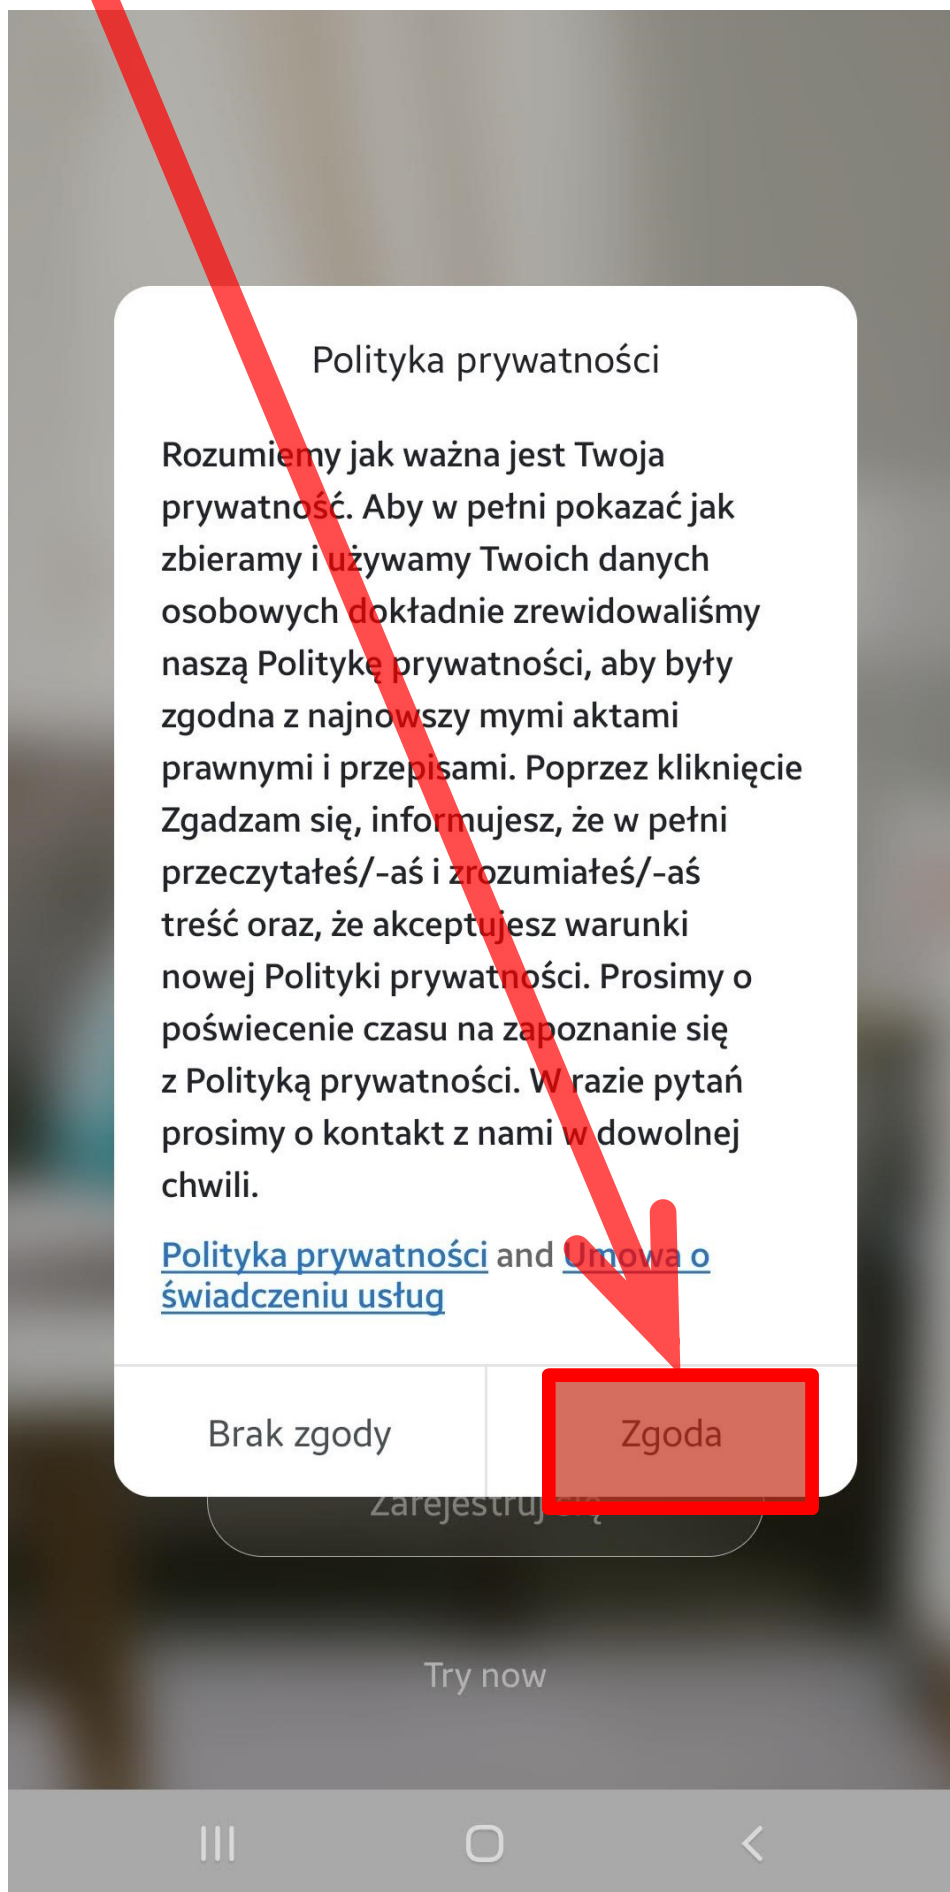 Polityka prywatności
Rozumiemy jak ważna jest Twoja
prywatność. Aby w pełni pokazać jak
zbieramy i używamy Twoich danych
osobowych dokładnie zrewidowaliśmy
naszą Politykę prywatności, aby były
zgodna z najnowszy mymi aktami
prawnymi i przepisami. Poprzez kliknięcie
Zgadzam się, informujesz, że w pełni
przeczytałeś/-aś i zrozumiałeś/-aś
treść oraz, że akceptujesz warunki
nowej Polityki prywatności. Prosimy o
poświecenie czasu na zapoznanie się
z Polityką prywatności. W razie pytań
prosimy o kontakt z nami w dowolnej
chwili.
Polityka prywatności and Umowa o
świadczeniu usług
Brak zgody Zgoda
Zarejestruj się
Try now